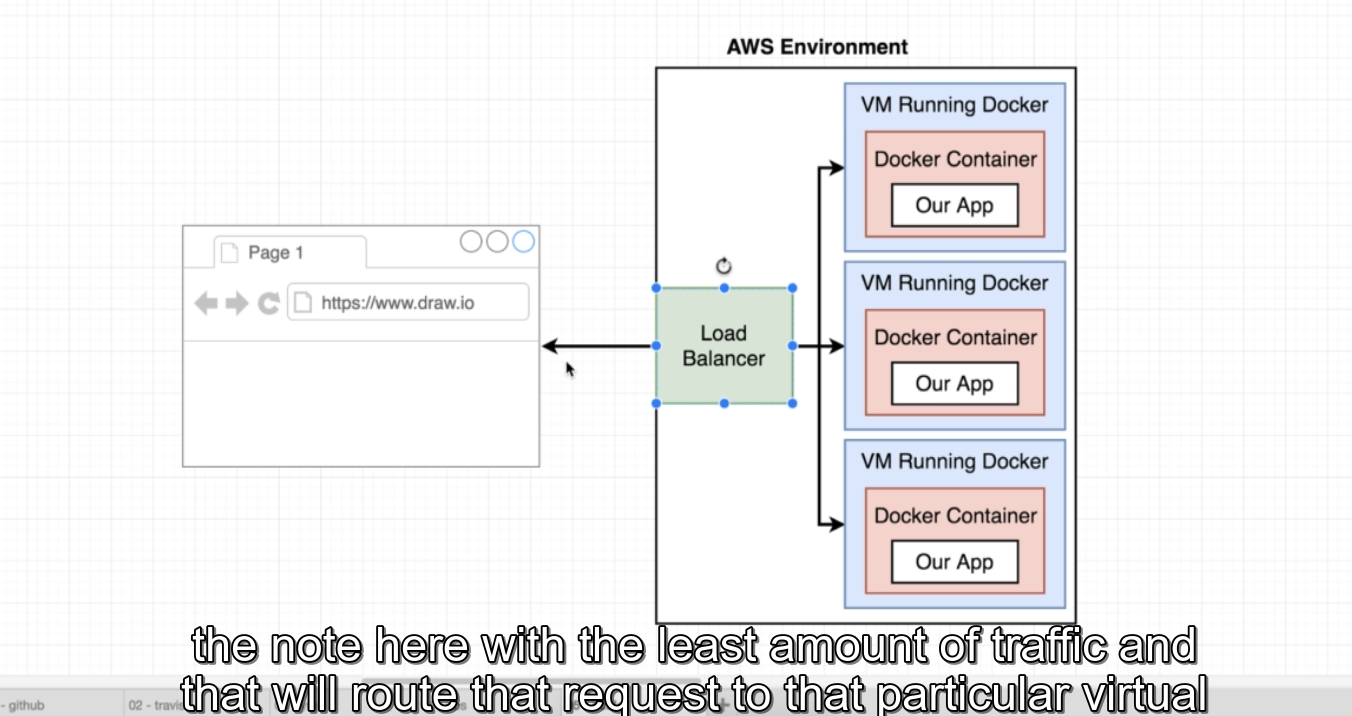 AWS Environment
VM Running Docker
Docker Container
Our App
Page 1
https://www.draw.io
Load
Balancer
VM Running Docker
Docker Container
Our App
VM Running Docker
Docker Container
Our App
the note here with the least amount of traffic and
that will route that request to that particular virtual
- github
02 - travis